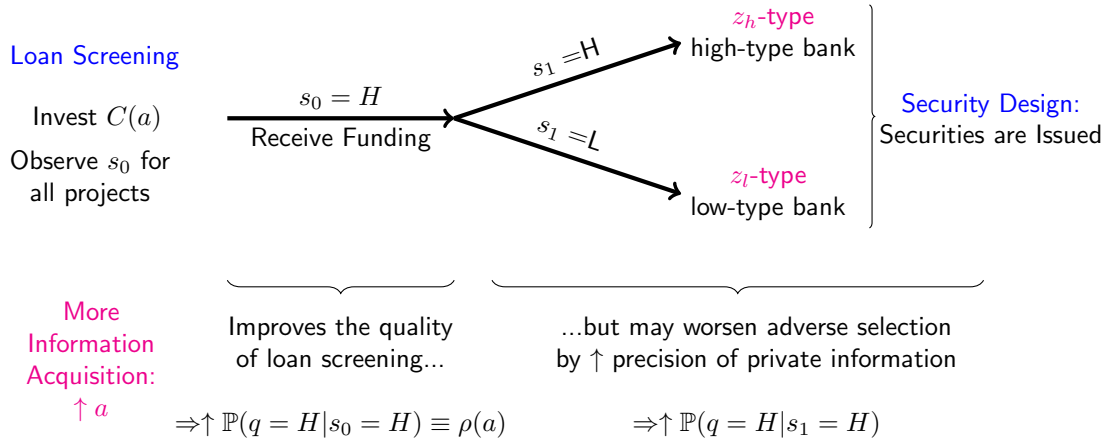 Loan Screening
Invest C(a)
Observe s₀ for
all projects
s₀ = H
Receive Funding
s₁ =H
s₁ =L
z_h-type
high-type bank
z_l-type
low-type bank
Security Design:
Securities are Issued
More
Information
Acquisition:
↑ a
Improves the quality
of loan screening...
⇒↑ ℙ(q = H|s₀ = H) ≡ ρ(a)
...but may worsen adverse selection
by ↑ precision of private information
⇒↑ ℙ(q = H|s₁ = H)